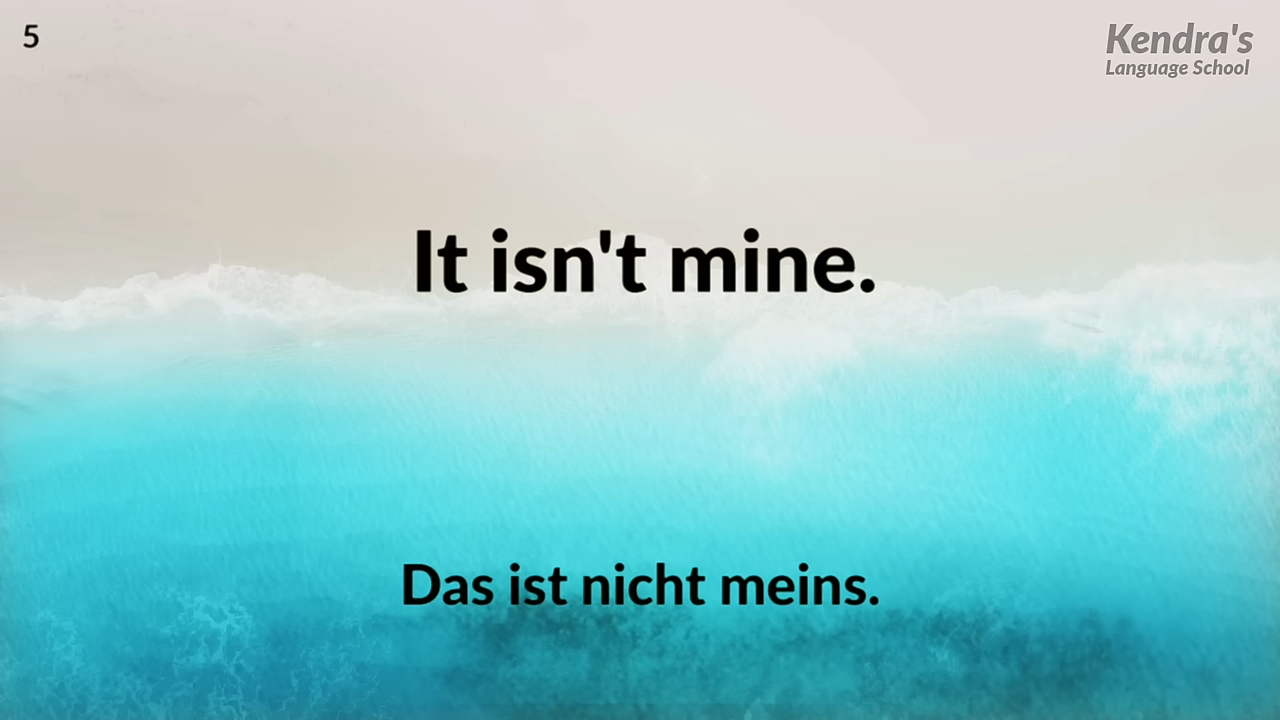 5
Kendra's
Language School
It isn't mine.
Das ist nicht meins.